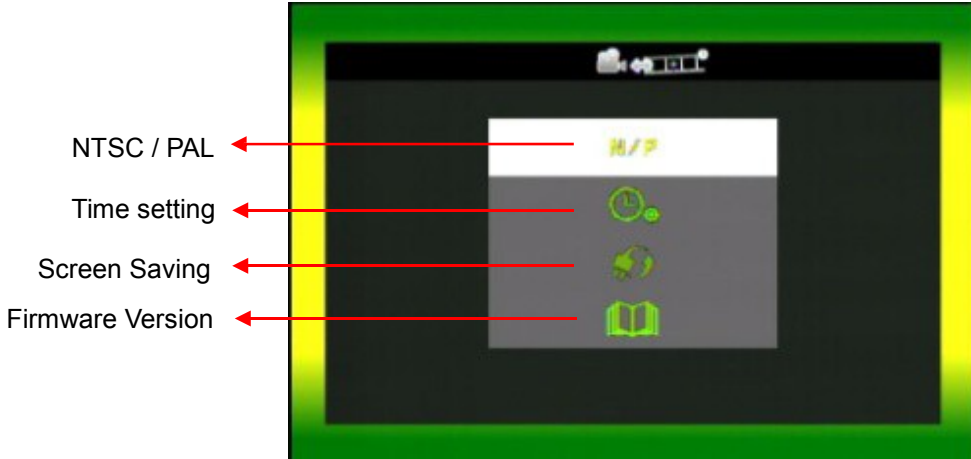 NTSC / PAL
N/P
Time setting
Screen Saving
Firmware Version